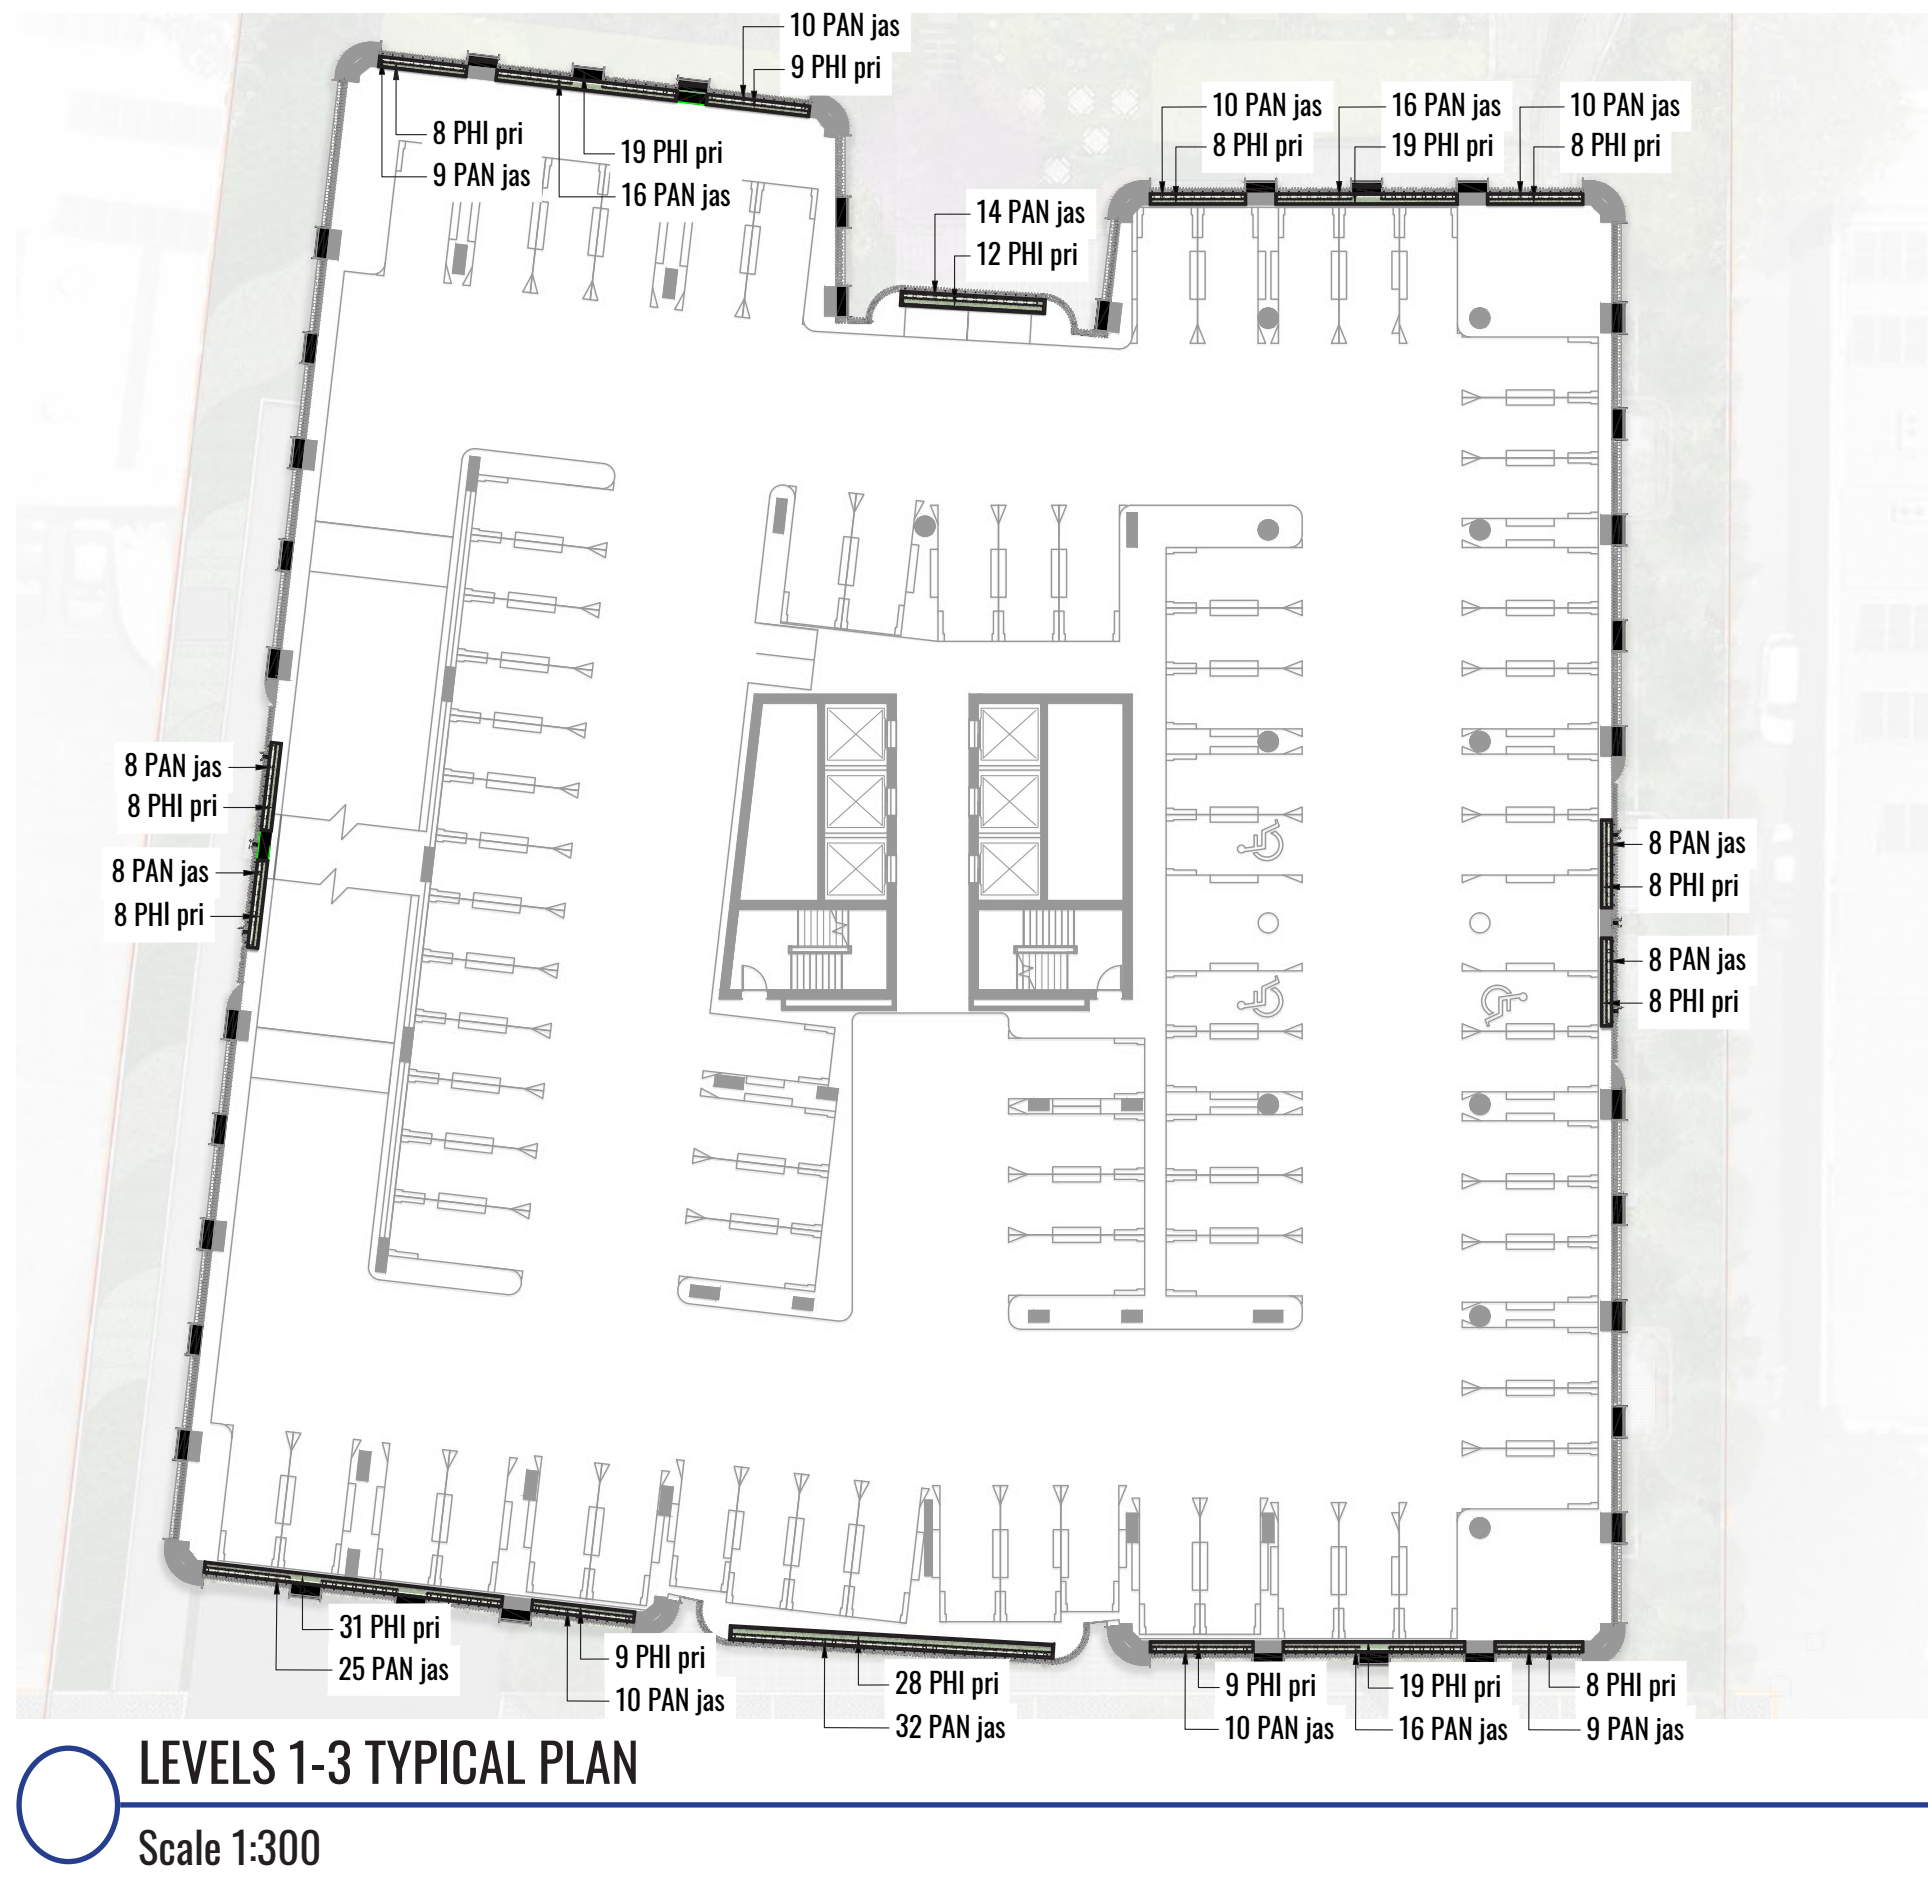 10 PAN jas
9 PHI pri
8 PHI pri
9 PAN jas
19 PHI pri
16 PAN jas
10 PAN jas
8 PHI pri
16 PAN jas
19 PHI pri
10 PAN jas
8 PHI pri
14 PAN jas
12 PHI pri
8 PAN jas
8 PHI pri
8 PAN jas
8 PHI pri
8 PAN jas
8 PHI pri
8 PAN jas
8 PHI pri
31 PHI pri
25 PAN jas
9 PHI pri
10 PAN jas
28 PHI pri
32 PAN jas
9 PHI pri
10 PAN jas
19 PHI pri
16 PAN jas
8 PHI pri
9 PAN jas
LEVELS 1-3 TYPICAL PLAN
Scale 1:300